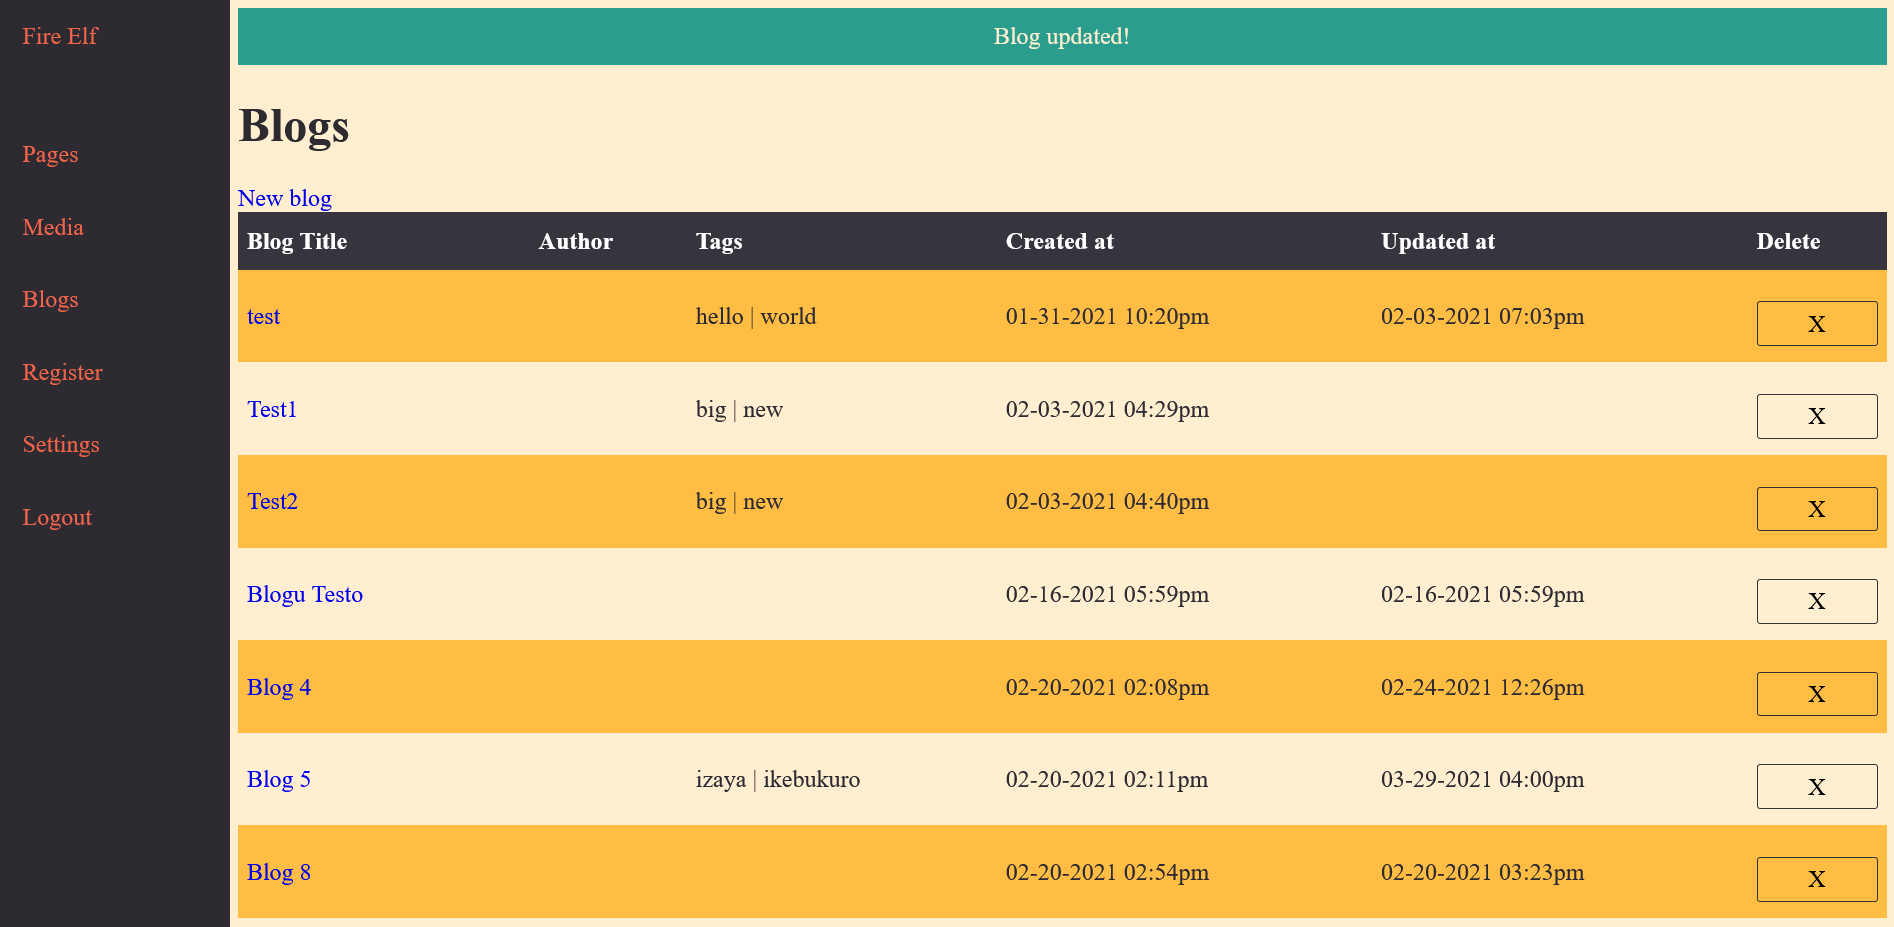 Fire Elf
Pages
Media
Blogs
Register
Settings
Logout
Blog updated!
Blogs
New blog
Blog Title Author Tags Created at Updated at Delete
test hello | world 01-31-2021 10:20pm 02-03-2021 07:03pm X
Test1 big | new 02-03-2021 04:29pm X
Test2 big | new 02-03-2021 04:40pm X
Blogu Testo 02-16-2021 05:59pm 02-16-2021 05:59pm X
Blog 4 02-20-2021 02:08pm 02-24-2021 12:26pm X
Blog 5 izaya | ikebukuro 02-20-2021 02:11pm 03-29-2021 04:00pm X
Blog 8 02-20-2021 02:54pm 02-20-2021 03:23pm X